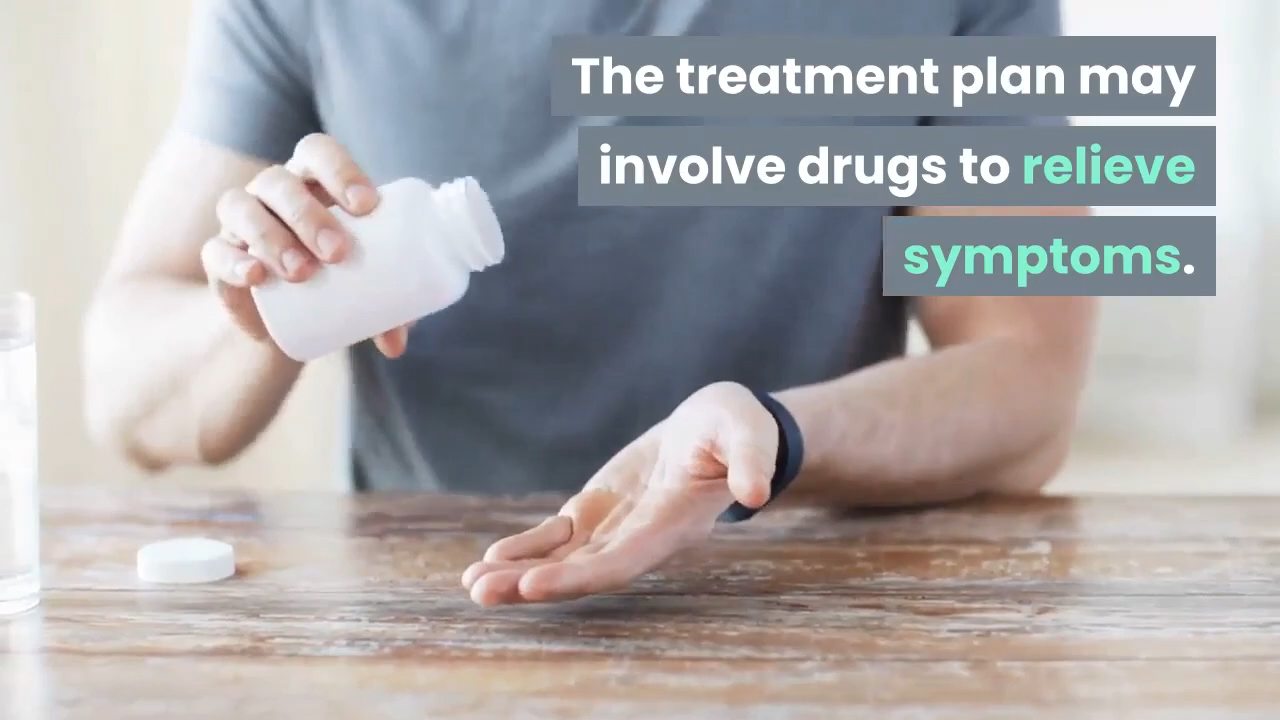 The treatment plan may
involve drugs to relieve
symptoms.